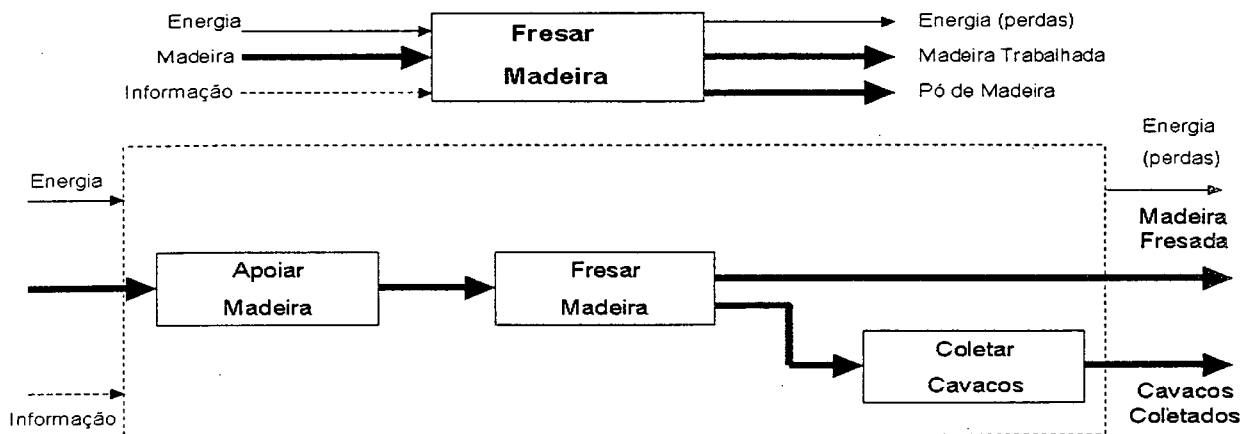 Energia
Madeira
Informação
Fresar
Madeira
Energia (perdas)
Madeira Trabalhada
Pó de Madeira
Energia
(perdas)
Energia
Madeira
Fresada
Apoiar
Madeira
Fresar
Madeira
Coletar
Cavacos
Informação
Cavacos
Coletados